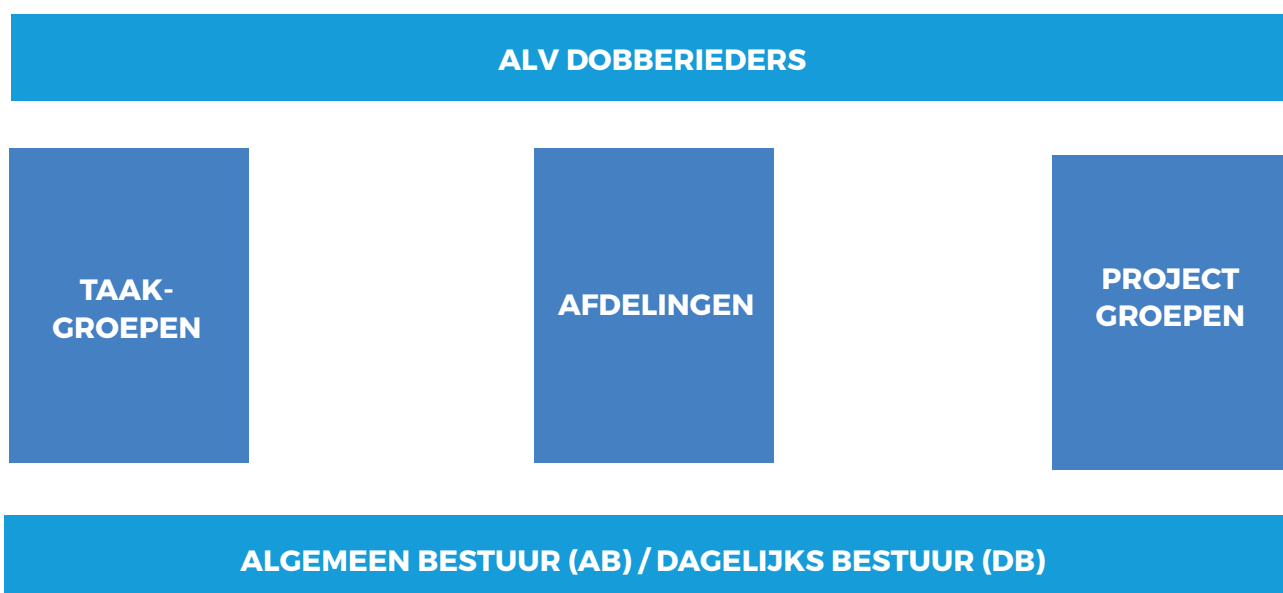 ALV DOBBERIEDERS
TAAK-
GROEPEN
AFDELINGEN
PROJECT
GROEPEN
ALGEMEEN BESTUUR (AB) / DAGELIJKS BESTUUR (DB)